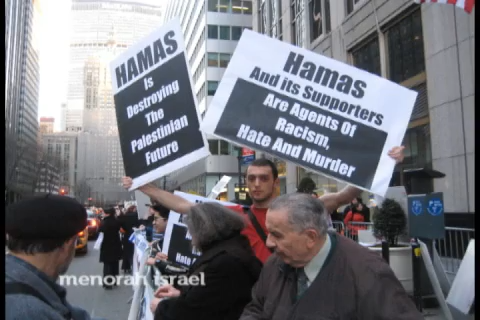 HAMAS
Is
Destroying
The
Palestinian
Future
Hamas
And its Supporters
Are Agents Of
Racism,
Hate And Murder
menorah israel